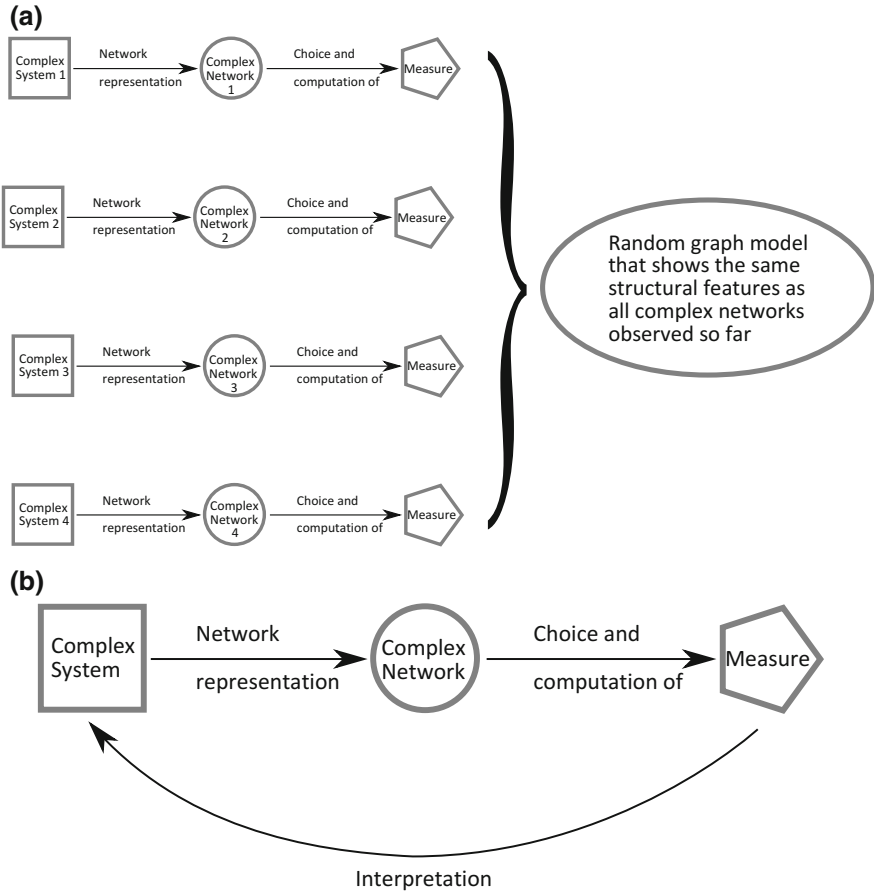 (a)
Complex
System 1
Network
representation
Complex
Network
1
Choice and
computation of
Measure
Complex
System 2
Network
representation
Complex
Network
2
Choice and
computation of
Measure
Random graph model
that shows the same
structural features as
all complex networks
observed so far
Complex
System 3
Network
representation
Complex
Network
3
Choice and
computation of
Measure
Complex
System 4
Network
representation
Complex
Network
4
Choice and
computation of
Measure
(b)
Complex
System
Network
representation
Complex
Network
Choice and
computation of
Measure
Interpretation